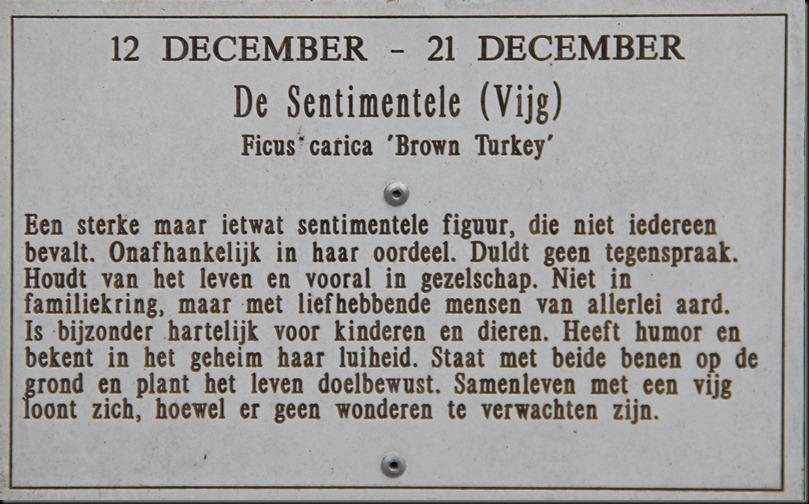 12 DECEMBER - 21 DECEMBER
De Sentimentele (Vijg)
Ficus carica 'Brown Turkey'
Een sterke maar ietwat sentimentele figuur, die niet iedereen
bevalt. Onafhankelijk in haar oordeel. Duldt geen tegenspraak.
Houdt van het leven en vooral in gezelschap. Niet in
familiekring, maar met liefhebbende mensen van allerlei aard.
Is bijzonder hartelijk voor kinderen en dieren. Heeft humor en
bekent in het geheim haar luiheid. Staat met beide benen op de
grond en plant het leven doelbewust. Samenleven met een vijg
loont zich, hoewel er geen wonderen te verwachten zijn.